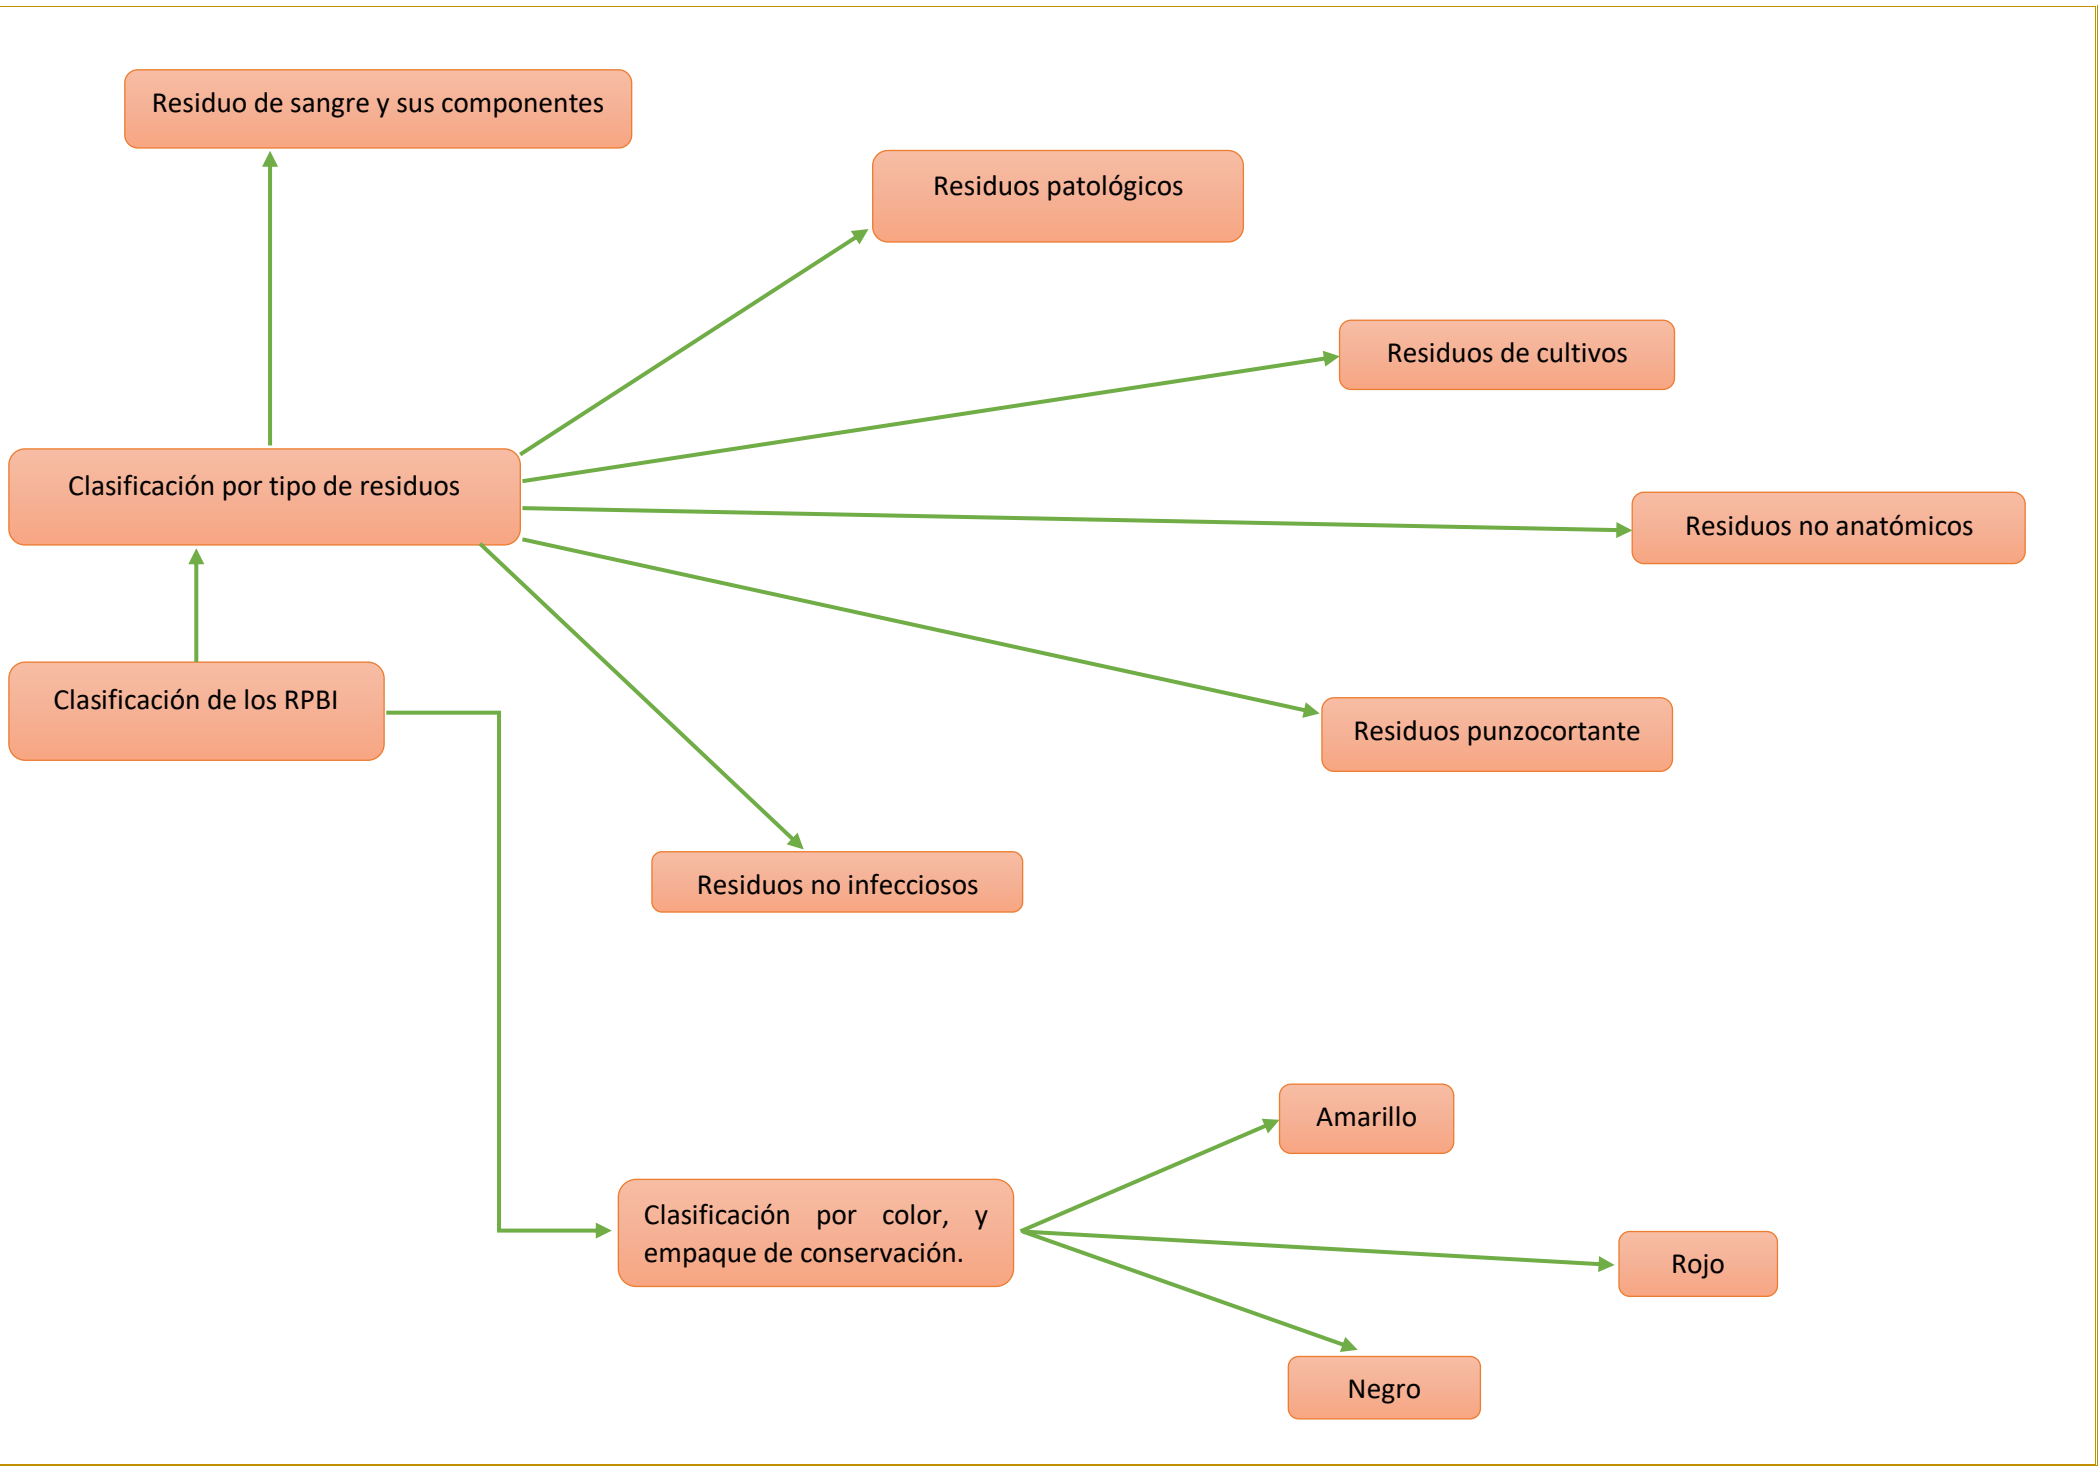 Residuo de sangre y sus componentes
Residuos patológicos
Residuos de cultivos
Clasificación por tipo de residuos
Residuos no anatómicos
Clasificación de los RPBI
Residuos punzocortante
Residuos no infecciosos
Amarillo
Clasificación por color, y
empaque de conservación.
Rojo
Negro